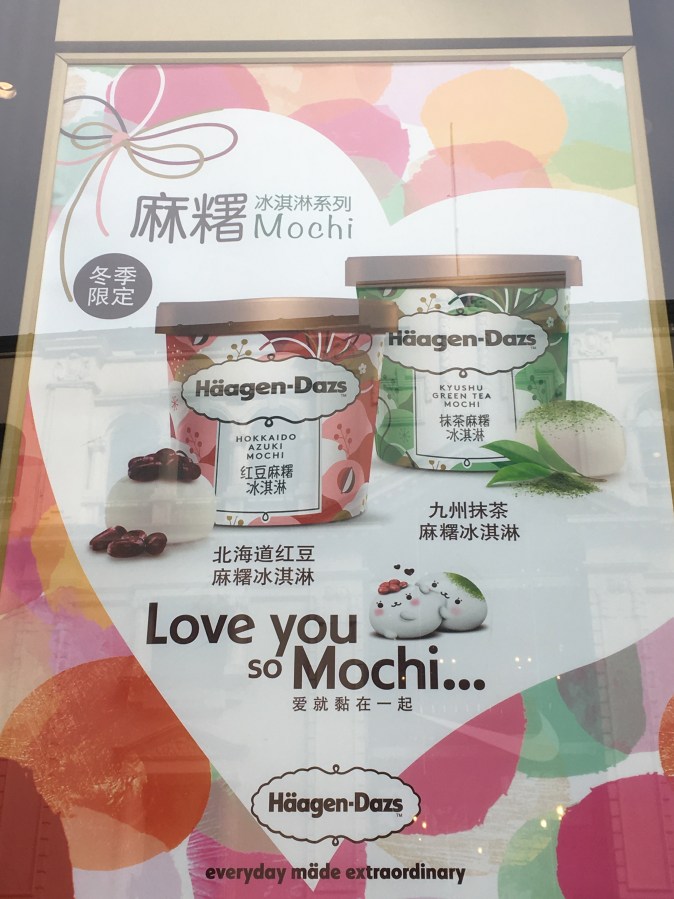 麻糬 冰淇淋系列
Mochi
冬季
限定
Häagen-Dazs
KYUSHU
GREEN TEA
MOCHI
抹茶麻糬
冰淇淋
Häagen-Dazs
HOKKAIDO
AZUKI
MOCHI
红豆麻糬
冰淇淋
九州抹茶
麻糬冰淇淋
北海道红豆
麻糬冰淇淋
Love you
so Mochi...
爱就黏在一起
Häagen-Dazs™
everyday mäde extraordinary